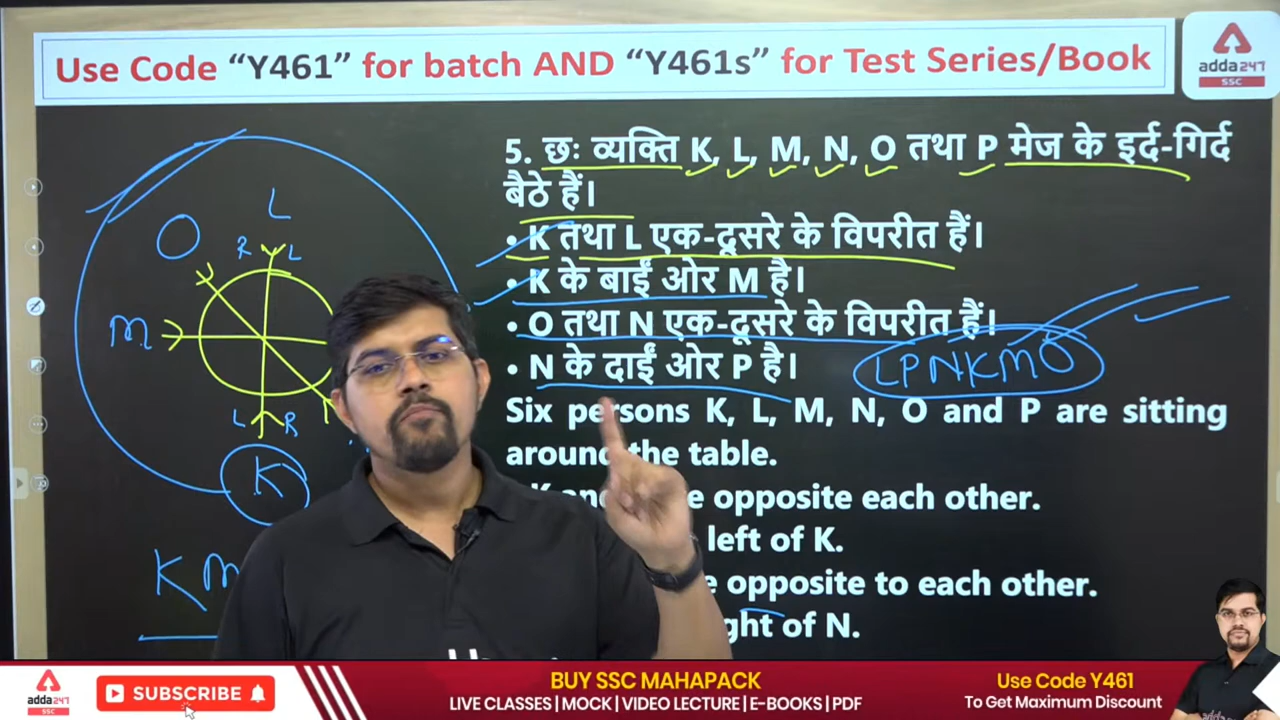 Use Code “Y461” for batch AND “Y461s” for Test Series/Book
adda247
SSC
5. छः व्यक्ति K, L, M, N, O तथा P मेज के इर्द-गिर्द
बैठे हैं।
• K तथा L एक-दूसरे के विपरीत हैं।
• K के बाईं ओर M है।
• O तथा N एक-दूसरे के विपरीत हैं।
• N के दाईं ओर P है।
LPNKMO
Six persons K, L, M, N, O and P are sitting
around the table.
opposite each other.
left of K.
opposite to each other.
of N.
L
O
R L
M
L R
K
KM
adda247
SSC
SUBSCRIBE
BUY SSC MAHAPACK
LIVE CLASSES | MOCK | VIDEO LECTURE | E-BOOKS | PDF
Use Code Y461
To Get Maximum Discount